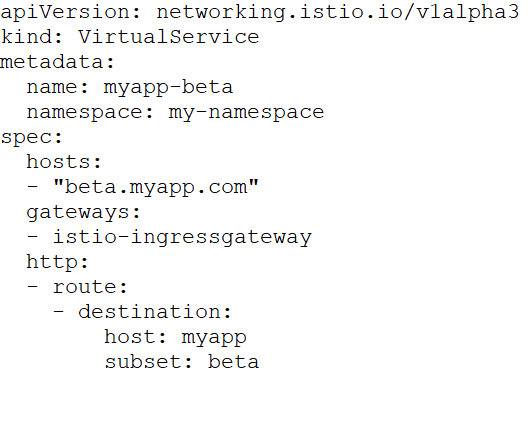 apiVersion: networking.istio.io/v1alpha3
kind: VirtualService
metadata:
  name: myapp-beta
  namespace: my-namespace
spec:
  hosts:
  - "beta.myapp.com"
  gateways:
  - istio-ingressgateway
  http:
  - route:
    - destination:
        host: myapp
        subset: beta